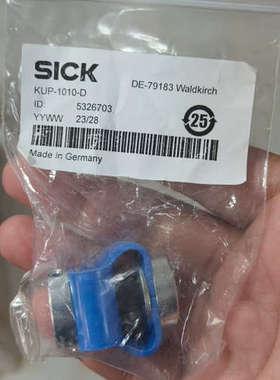 SICK
DE-79183 Waldkirch
KUP-1010-D
ID: 5326703
YYWW 23/28
25
Made in Germany